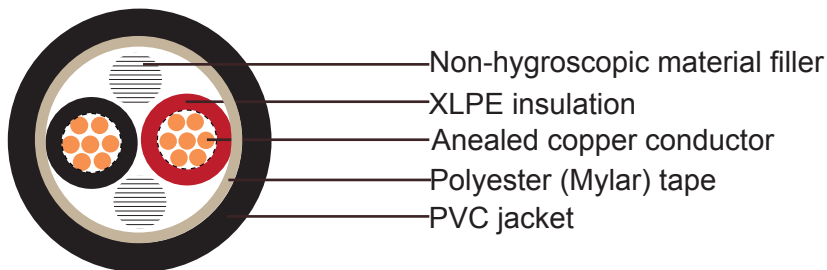 Non-hygroscopic material filler
XLPE insulation
Anealed copper conductor
Polyester (Mylar) tape
PVC jacket